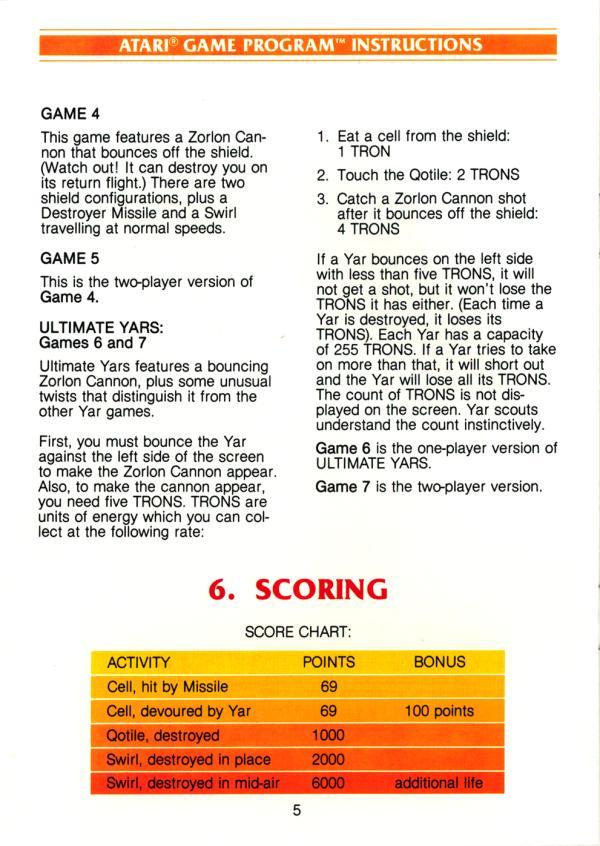 ATARI® GAME PROGRAM™ INSTRUCTIONS
GAME 4
This game features a Zorlon Can-
non that bounces off the shield.
(Watch out! It can destroy you on
its return flight.) There are two
shield configurations, plus a
Destroyer Missile and a Swirl
travelling at normal speeds.
GAME 5
This is the two-player version of
Game 4.
ULTIMATE YARS:
Games 6 and 7
Ultimate Yars features a bouncing
Zorlon Cannon, plus some unusual
twists that distinguish it from the
other Yar games.
First, you must bounce the Yar
against the left side of the screen
to make the Zorlon Cannon appear.
Also, to make the cannon appear,
you need five TRONS. TRONS are
units of energy which you can col-
lect at the following rate:
1. Eat a cell from the shield:
1 TRON
2. Touch the Qotile: 2 TRONS
3. Catch a Zorlon Cannon shot
after it bounces off the shield:
4 TRONS
If a Yar bounces on the left side
with less than five TRONS, it will
not get a shot, but it won't lose the
TRONS it has either. (Each time a
Yar is destroyed, it loses its
TRONS). Each Yar has a capacity
of 255 TRONS. If a Yar tries to take
on more than that, it will short out
and the Yar will lose all its TRONS.
The count of TRONS is not dis-
played on the screen. Yar scouts
understand the count instinctively.
Game 6 is the one-player version of
ULTIMATE YARS.
Game 7 is the two-player version.
6. SCORING
SCORE CHART:
ACTIVITY POINTS BONUS
Cell, hit by Missile 69
Cell, devoured by Yar 69 100 points
Qotile, destroyed 1000
Swirl, destroyed in place 2000
Swirl, destroyed in mid-air 6000 additional life
5